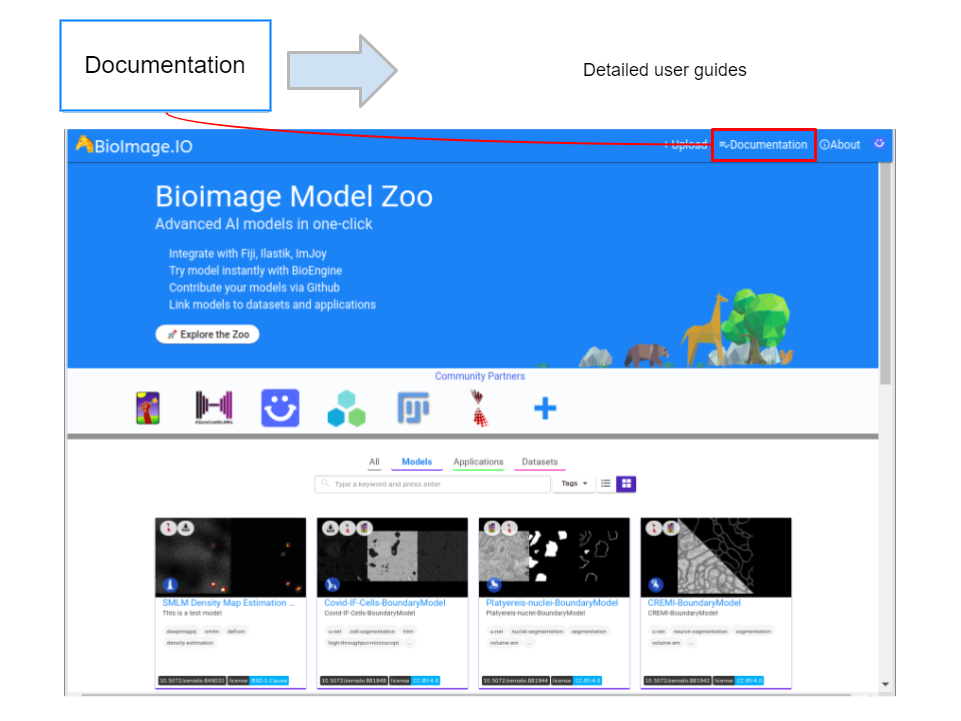 Documentation
Detailed user guides
BioImage.IO
Upload
Documentation
About
Bioimage Model Zoo
Advanced AI models in one-click
Integrate with Fiji, Ilastik, ImJoy
Try model instantly with BioEngine
Contribute your models via Github
Link models to datasets and applications
Explore the Zoo
Community Partners
All Models Applications Datasets
Type a keyword and press enter
Tags
SMLM Density Map Estimation ...
This is a test model
deepimagej smlm defcon
density estimation
10.5072/zenodo.849032 license BSD-2-Clause
Covid-IF-Cells-BoundaryModel
Covid-IF-Cells-BoundaryModel
u-net cell-segmentation htm
high-throughput-microscopt ...
10.5072/zenodo.881940 license CC-BY-4.0
Platyereis-nuclei-BoundaryModel
Platyereis-nuclei-BoundaryModel
u-net nuclei-segmentation segmentation
volume-em ...
10.5072/zenodo.881944 license CC-BY-4.0
CREMI-BoundaryModel
CREMI-BoundaryModel
u-net neuron-segmentation segmentation
volume-em ...
10.5072/zenodo.881942 license CC-BY-4.0